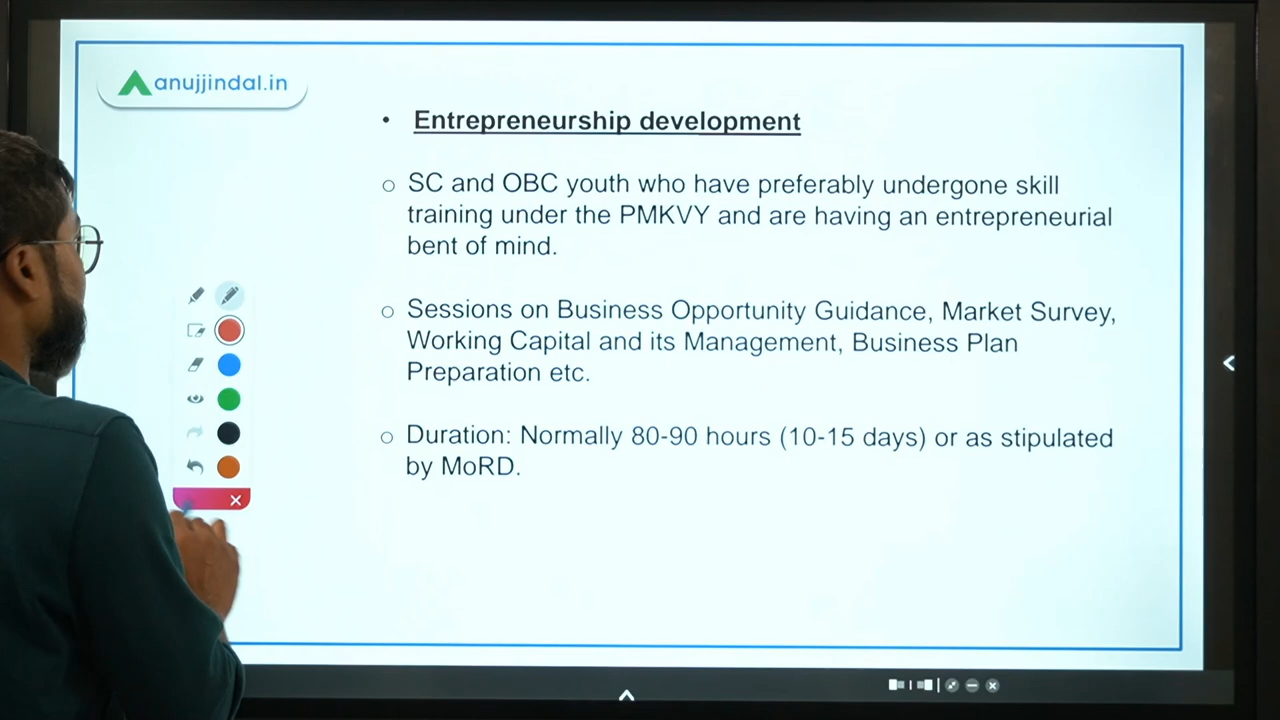 anujjindal.in
• Entrepreneurship development
○ SC and OBC youth who have preferably undergone skill
training under the PMKVY and are having an entrepreneurial
bent of mind.
○ Sessions on Business Opportunity Guidance, Market Survey,
Working Capital and its Management, Business Plan
Preparation etc.
○ Duration: Normally 80-90 hours (10-15 days) or as stipulated
by MoRD.